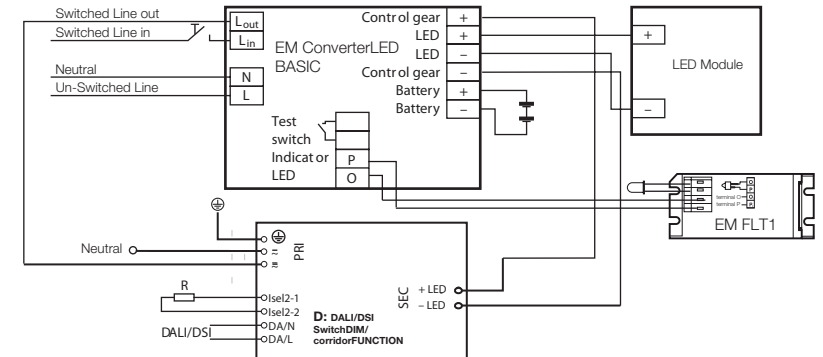 Switched Line out
Switched Line in
Neutral
Un-Switched Line
Lout
Lin
N
L
EM ConverterLED
BASIC
Control gear +
LED +
LED –
Control gear –
Battery +
Battery –
Test
switch
Indicator
LED
P
O
+
LED Module
–
O
P
terminal O
O
terminal P
P
EM FLT1
Neutral
PRI
R
Isel2-1
Isel2-2
DA/N
DA/L
DALI/DSI
D: DALI/DSI
SwitchDIM/
corridorFUNCTION
SEC
+ LED
– LED